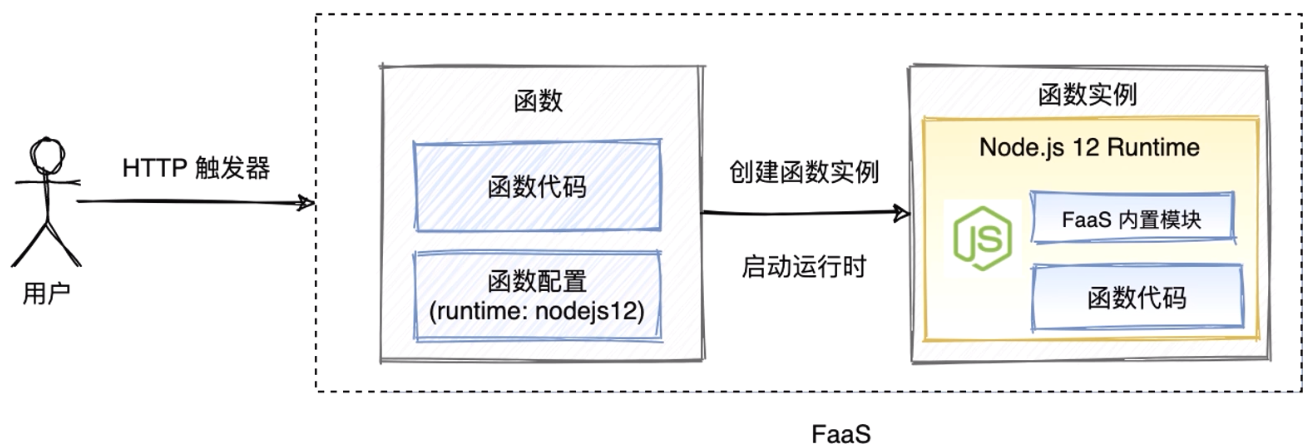 用户
HTTP 触发器
函数
函数代码
函数配置
(runtime: nodejs12)
创建函数实例
启动运行时
函数实例
Node.js 12 Runtime
JS
FaaS 内置模块
函数代码
FaaS